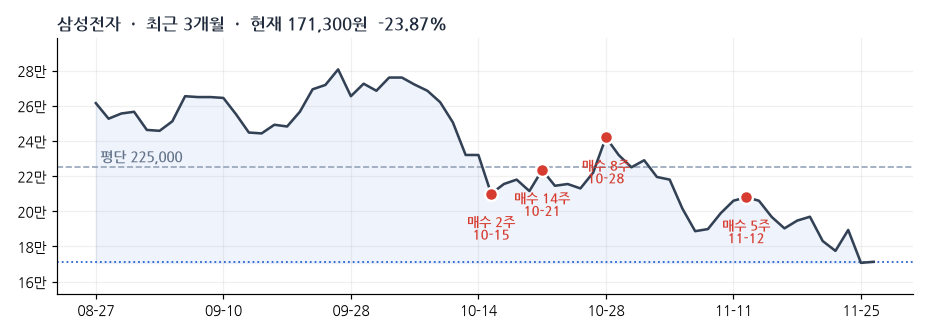 삼성전자 · 최근 3개월 · 현재 171,300원 -23.87%
28만
26만
24만
22만
20만
18만
16만
평단 225,000
매수 2주
10-15
매수 14주
10-21
매수 8주
10-28
매수 5주
11-12
08-27
09-10
09-28
10-14
10-28
11-11
11-25